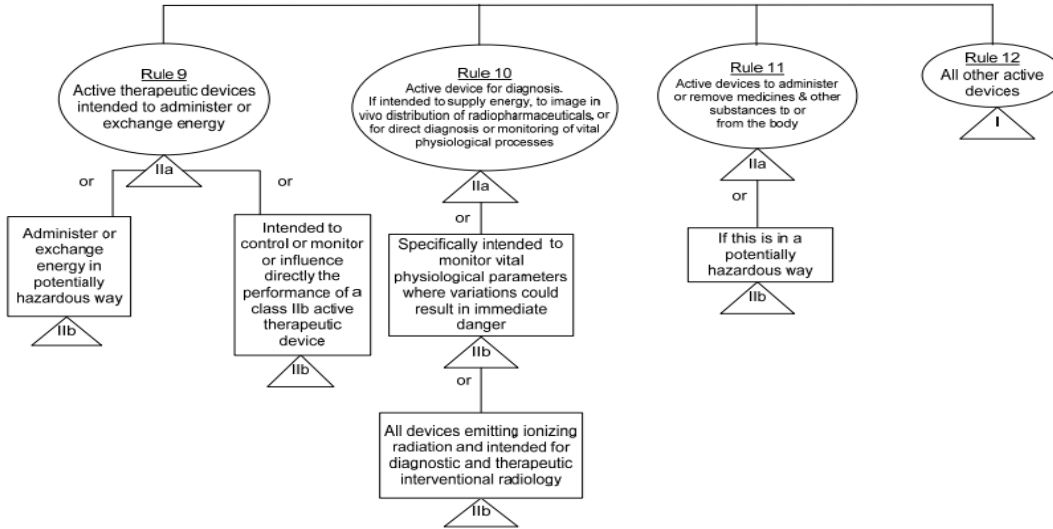 Rule 9
Active therapeutic devices
intended to administer or
exchange energy
IIa
or
Administer or
exchange
energy in
potentially
hazardous way
IIb
or
Intended to
control or monitor
or influence
directly the
performance of a
class IIb active
therapeutic
device
IIb
Rule 10
Active device for diagnosis.
If intended to supply energy, to image in
vivo distribution of radiopharmaceuticals, or
for direct diagnosis or monitoring of vital
physiological processes
IIa
or
Specifically intended to
monitor vital
physiological parameters
where variations could
result in immediate
danger
IIb
or
All devices emitting ionizing
radiation and intended for
diagnostic and therapeutic
interventional radiology
IIb
Rule 11
Active devices to administer
or remove medicines & other
substances to or
from the body
IIa
or
If this is in a
potentially
hazardous way
IIb
Rule 12
All other active
devices
I